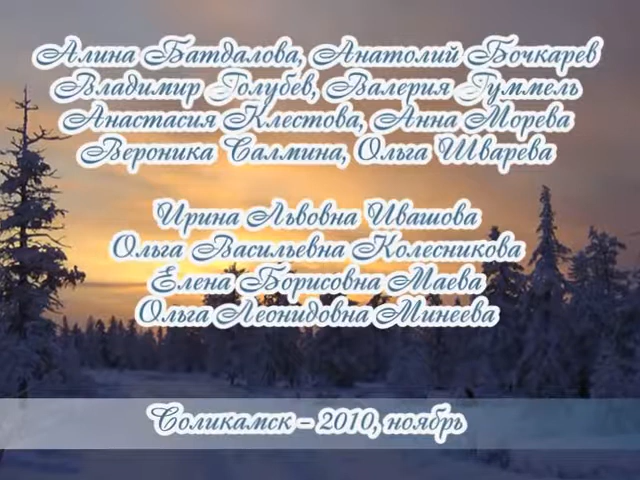 Алина Батдалова, Анатолий Бочкарев
Владимир Голубев, Валерия Гуммель
Анастасия Клестова, Анна Морева
Вероника Салмина, Ольга Шварева
Ирина Львовна Ивашова
Ольга Васильевна Колесникова
Елена Борисовна Маева
Ольга Леонидовна Минеева
Соликамск – 2010, ноябрь